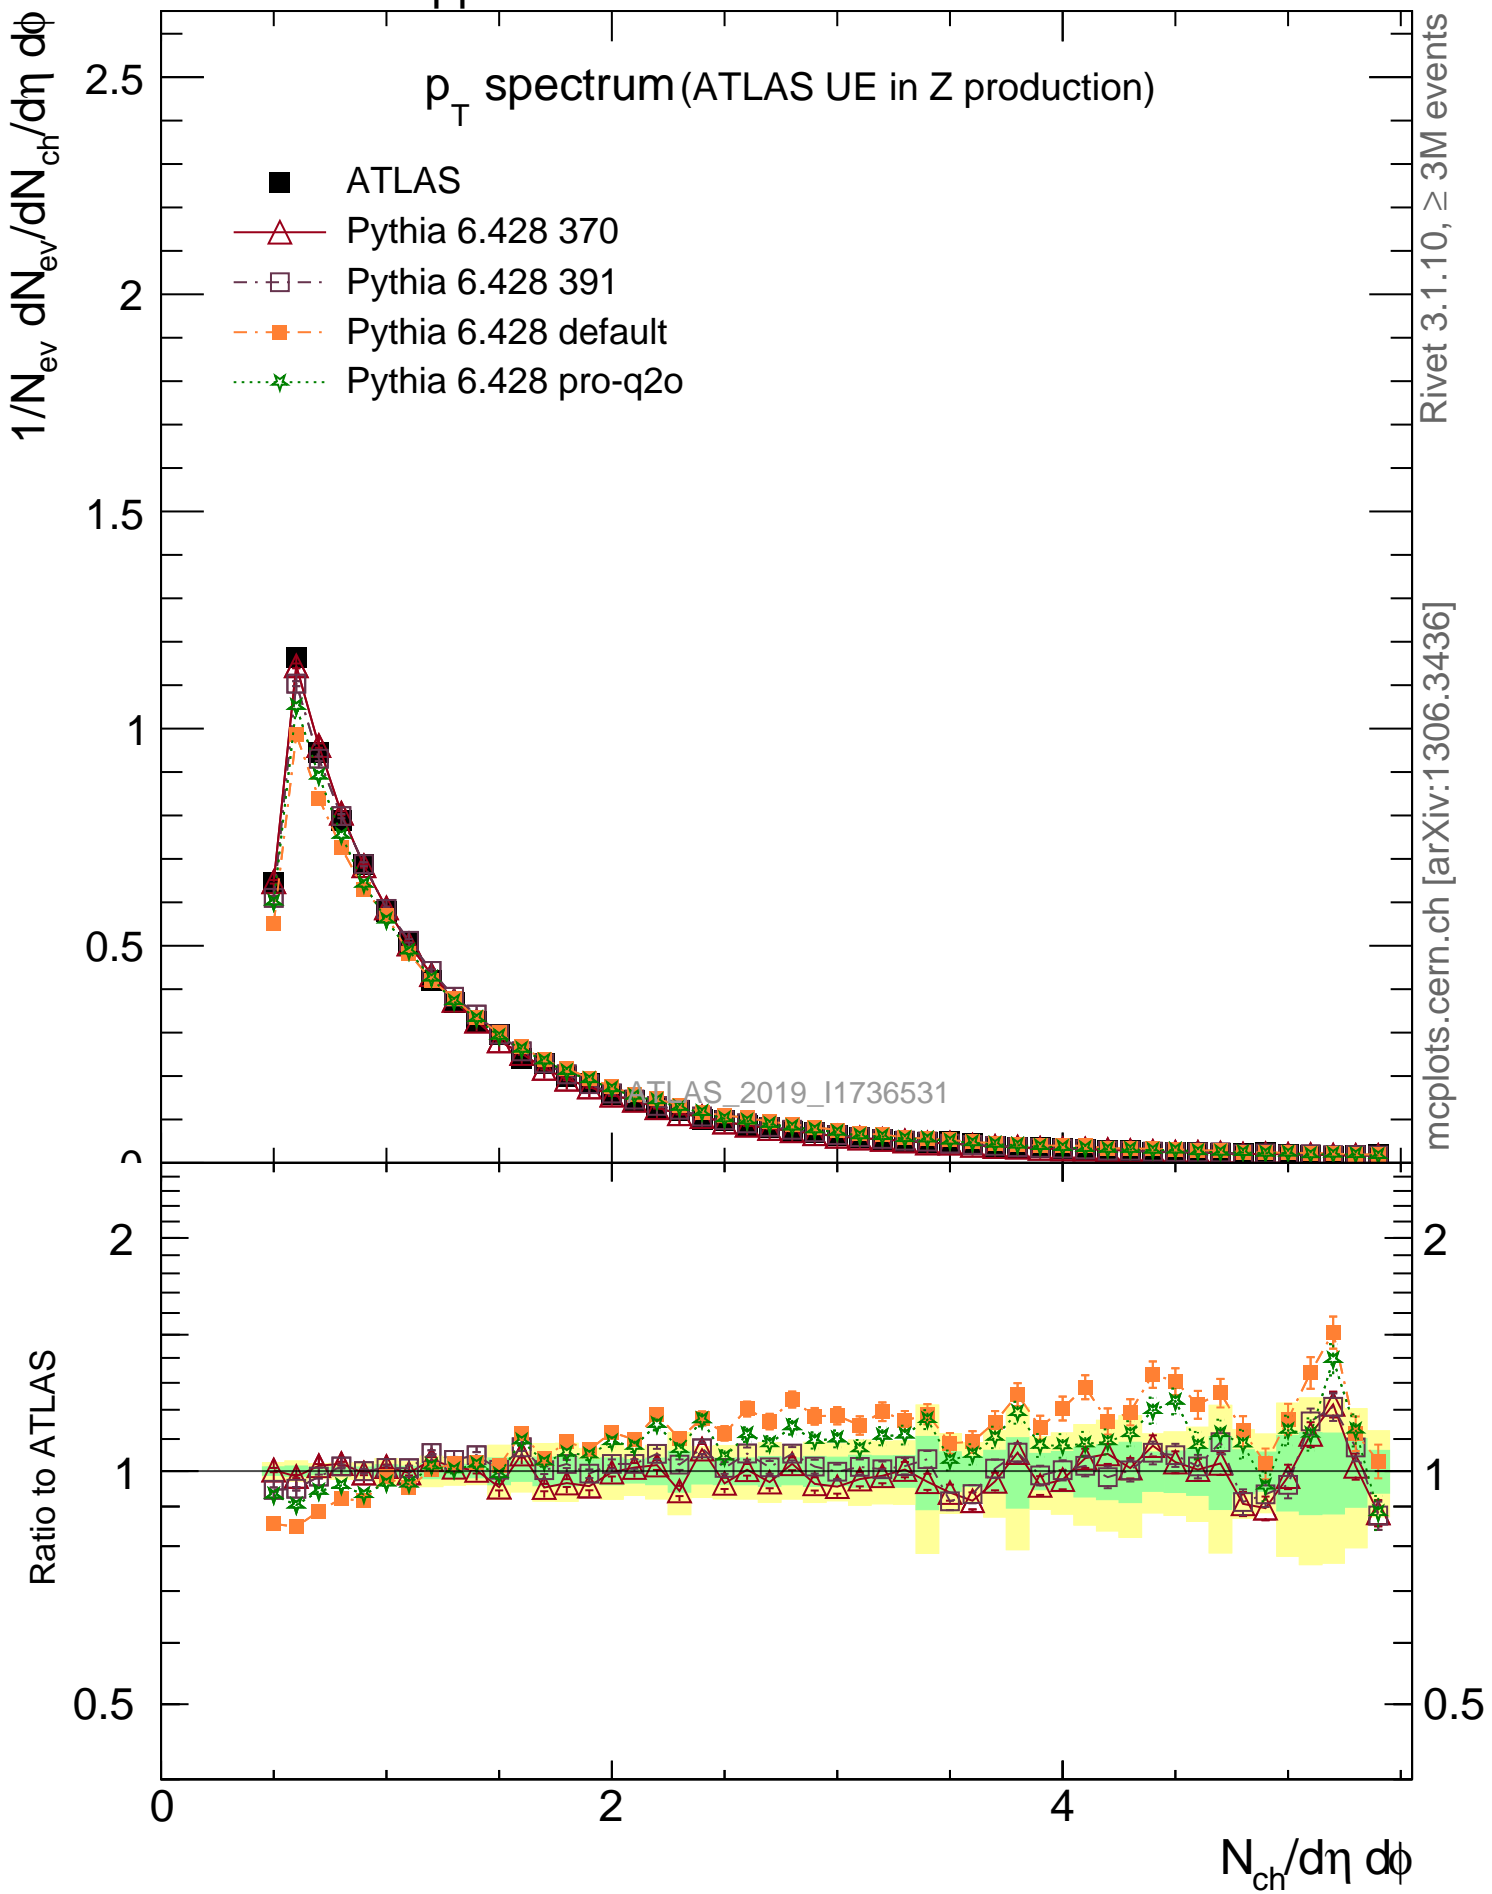 pp
1/N_ev dN_ev/dN_ch/dη dϕ
p_T spectrum (ATLAS UE in Z production)
ATLAS
Pythia 6.428 370
Pythia 6.428 391
Pythia 6.428 default
Pythia 6.428 pro-q2o
2.5
2
1.5
1
0.5
0
ATLAS_2019_I1736531
Rivet 3.1.10, ≥ 3M events
mcplots.cern.ch [arXiv:1306.3436]
Ratio to ATLAS
2
1
0.5
2
1
0.5
0
2
4
N_ch/dη dϕ